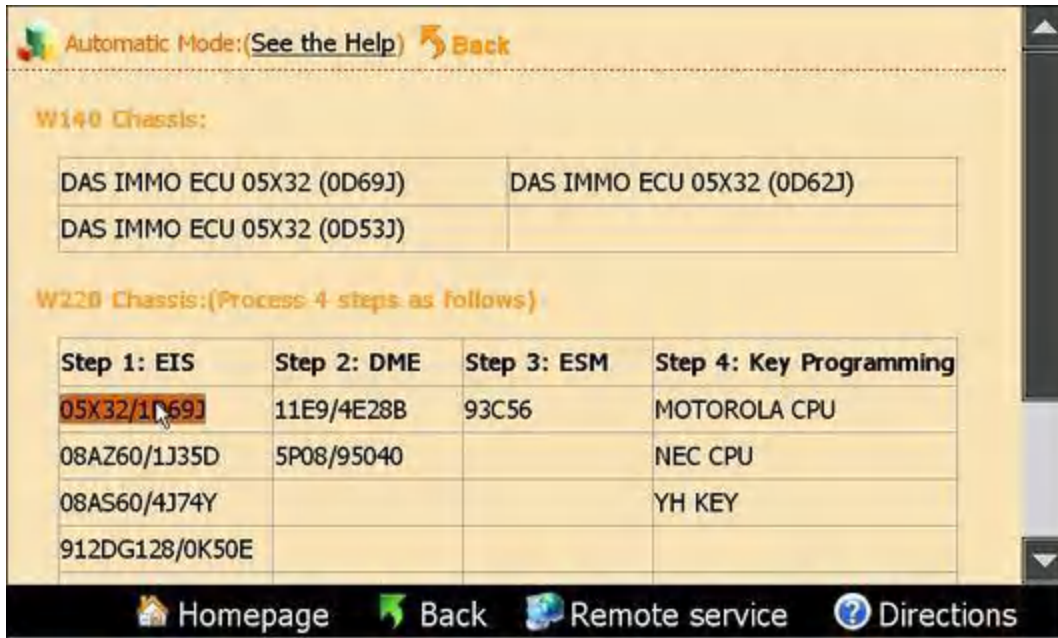 Automatic Mode:(See the Help) Back
W140 Chassis:
DAS IMMO ECU 05X32 (0D69J) DAS IMMO ECU 05X32 (0D62J)
DAS IMMO ECU 05X32 (0D53J)
W220 Chassis:(Process 4 steps as follows)
Step 1: EIS Step 2: DME Step 3: ESM Step 4: Key Programming
05X32/1D69J 11E9/4E28B 93C56 MOTOROLA CPU
08AZ60/1J35D 5P08/95040 NEC CPU
08AS60/4J74Y YH KEY
912DG128/0K50E
Homepage Back Remote service Directions